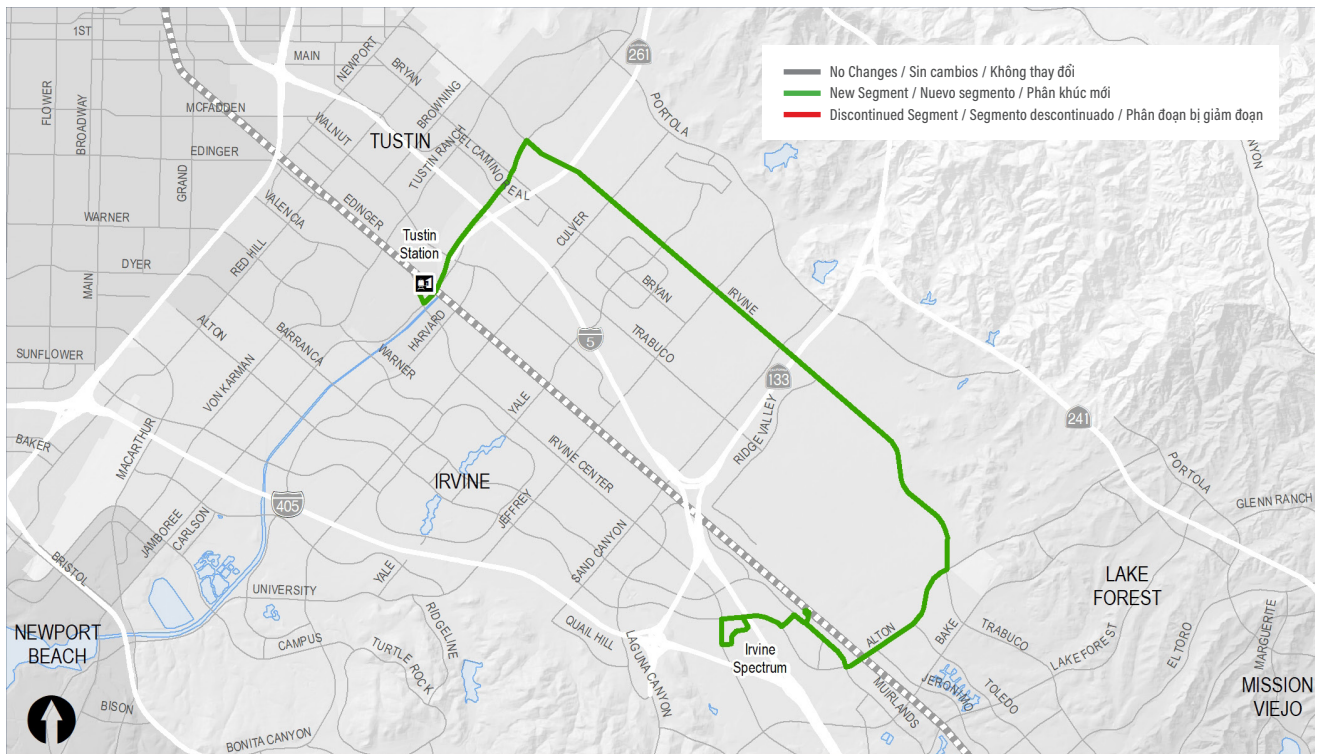 No Changes / Sin cambios / Không thay đổi
New Segment / Nuevo segmento / Phân khúc mới
Discontinued Segment / Segmento descontinuado / Phân đoạn bị giảm đoạn
1ST
MAIN
NEWPORT
BRYAN
BROWNING
261
PORTOLA
FLOWER
BROADWAY
MCFADDEN
WALNUT
TUSTIN
TUSTIN RANCH
EL CAMINO REAL
EDINGER
GRAND
EDINGER
VALENCIA
WARNER
RED HILL
Tustin
Station
CULVER
DYER
MAIN
BRYAN
IRVINE
HARVARD
ALTON
BARRANCA
WARNER
5
TRABUCO
SUNFLOWER
VON KARMAN
133
YALE
RIDGE VALLEY
241
MACARTHUR
BAKER
IRVINE CENTER
IRVINE
PORTOLA
GLENN RANCH
405
JEFFREY
JAMBOREE
CARLSON
SAND CANYON
BRISTOL
YALE
UNIVERSITY
LAKE
FOREST
RIDGELINE
QUAIL HILL
NEWPORT
BEACH
CAMPUS
TURTLE ROCK
LAGUNA CANYON
Irvine
Spectrum
ALTON
BAKE
TRABUCO
LAKE FOREST
EL TORO
MARGUERITE
MUIRLANDS
JERONIMO
TOLEDO
MISSION
VIEJO
BISON
BONITA CANYON